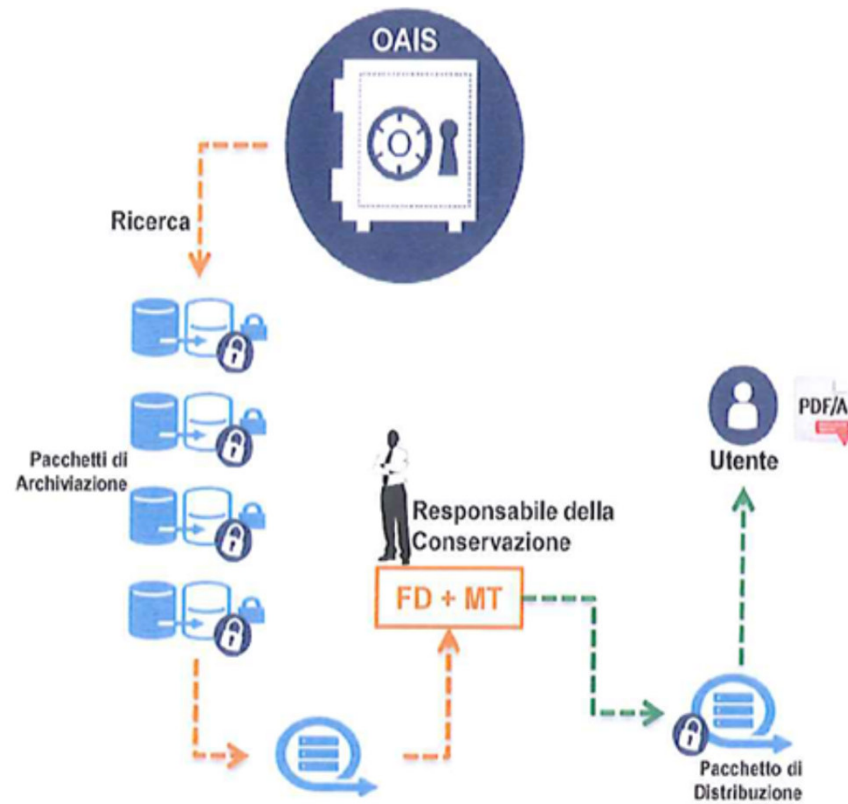 OAIS
Ricerca
Pacchetti di
Archiviazione
Responsabile della
Conservazione
FD + MT
Utente
PDF/A
Pacchetto di
Distribuzione